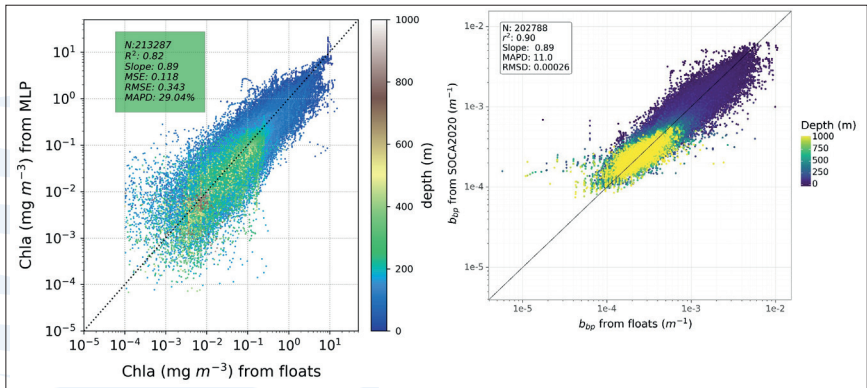 N:213287
R²: 0.82
Slope: 0.89
MSE: 0.118
RMSE: 0.343
MAPD: 29.04%
10¹
10⁰
10⁻¹
10⁻²
10⁻³
10⁻⁴
10⁻⁵
Chla (mg m⁻³) from MLP
10⁻⁵ 10⁻⁴ 10⁻³ 10⁻² 10⁻¹ 10⁰ 10¹
Chla (mg m⁻³) from floats
1000
800
600
400
200
0
depth (m)
N: 202788
r²: 0.90
Slope: 0.89
MAPD: 11.0
RMSD: 0.00026
1e-2
1e-3
1e-4
1e-5
b_bp from SOCA2020 (m⁻¹)
1e-5 1e-4 1e-3 1e-2
b_bp from floats (m⁻¹)
Depth (m)
1000
750
500
250
0